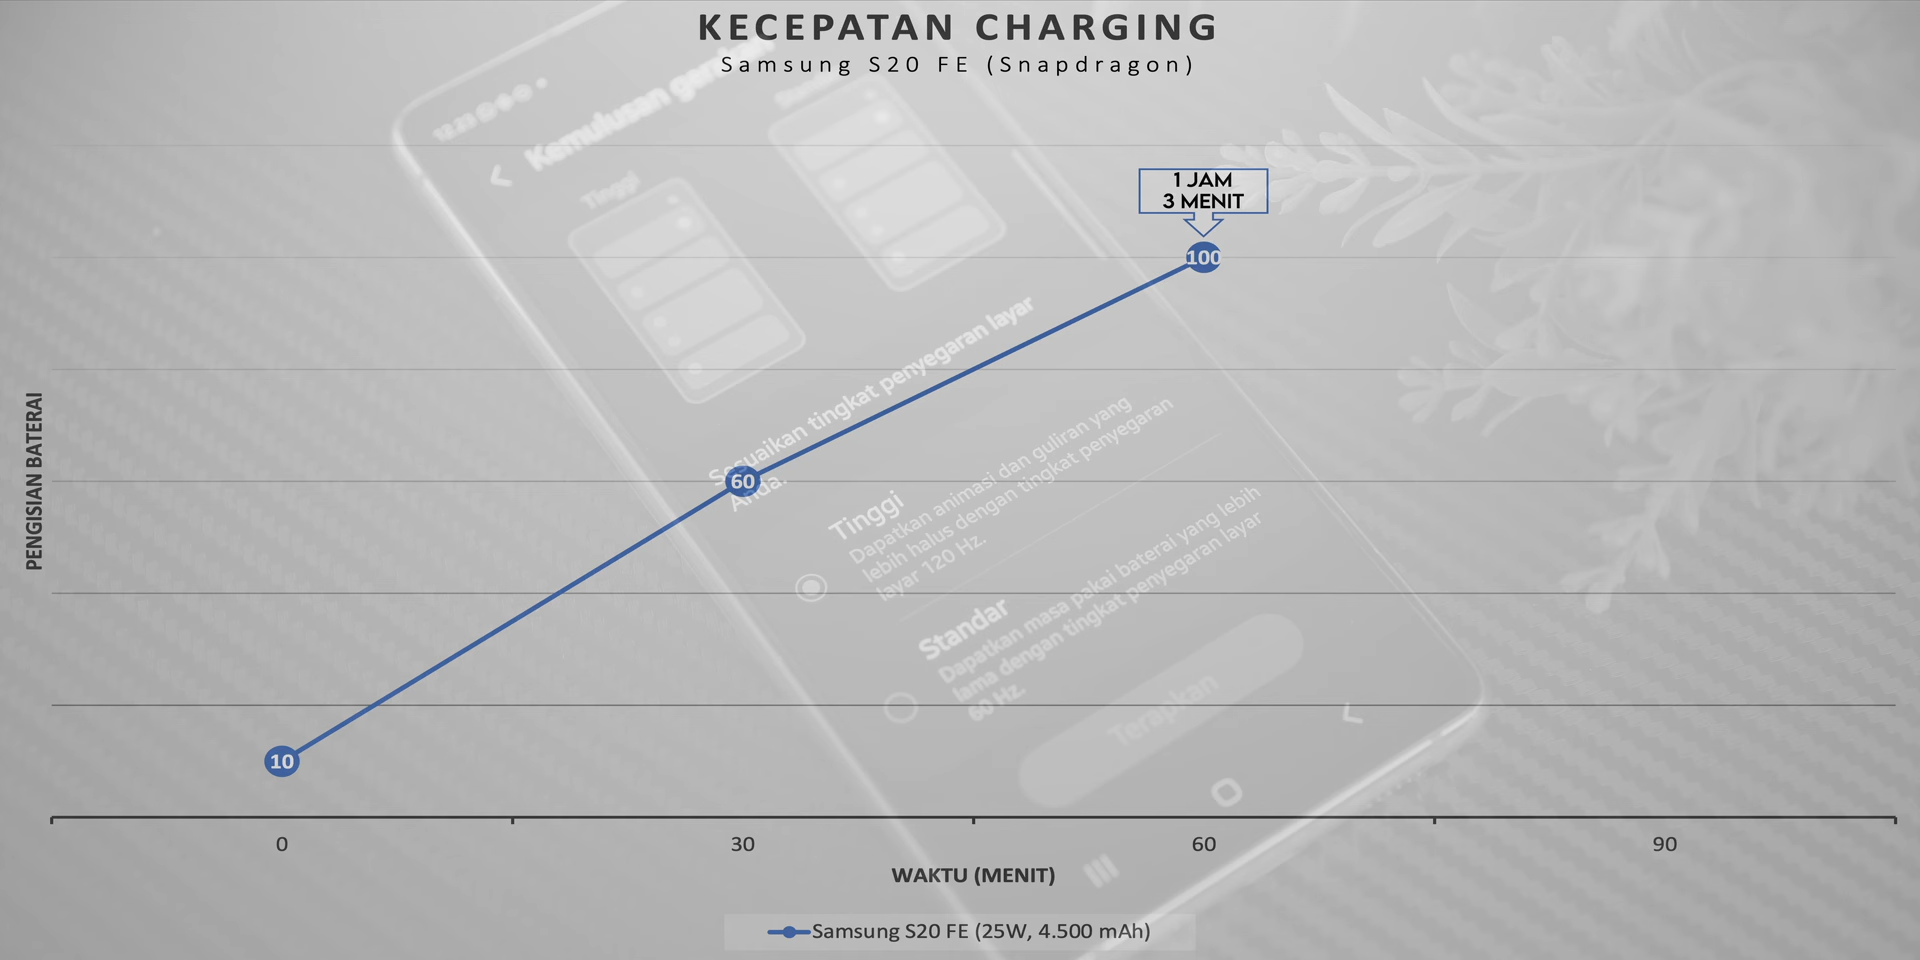 KECEPATAN CHARGING
Samsung S20 FE (Snapdragon)
Kemulusan
Tinggi
1 JAM
3 MENIT
100
Sesuaikan tingkat penyegaran layar
Anda.
60
Tinggi
Dapatkan animasi dan guliran yang
lebih halus dengan tingkat penyegaran
layar 120 Hz.
Standar
Dapatkan masa pakai baterai yang lebih
lama dengan tingkat penyegaran layar
60 Hz.
Terapkan
10
PENGISIAN BATERAI
0
30
60
90
WAKTU (MENIT)
Samsung S20 FE (25W, 4.500 mAh)